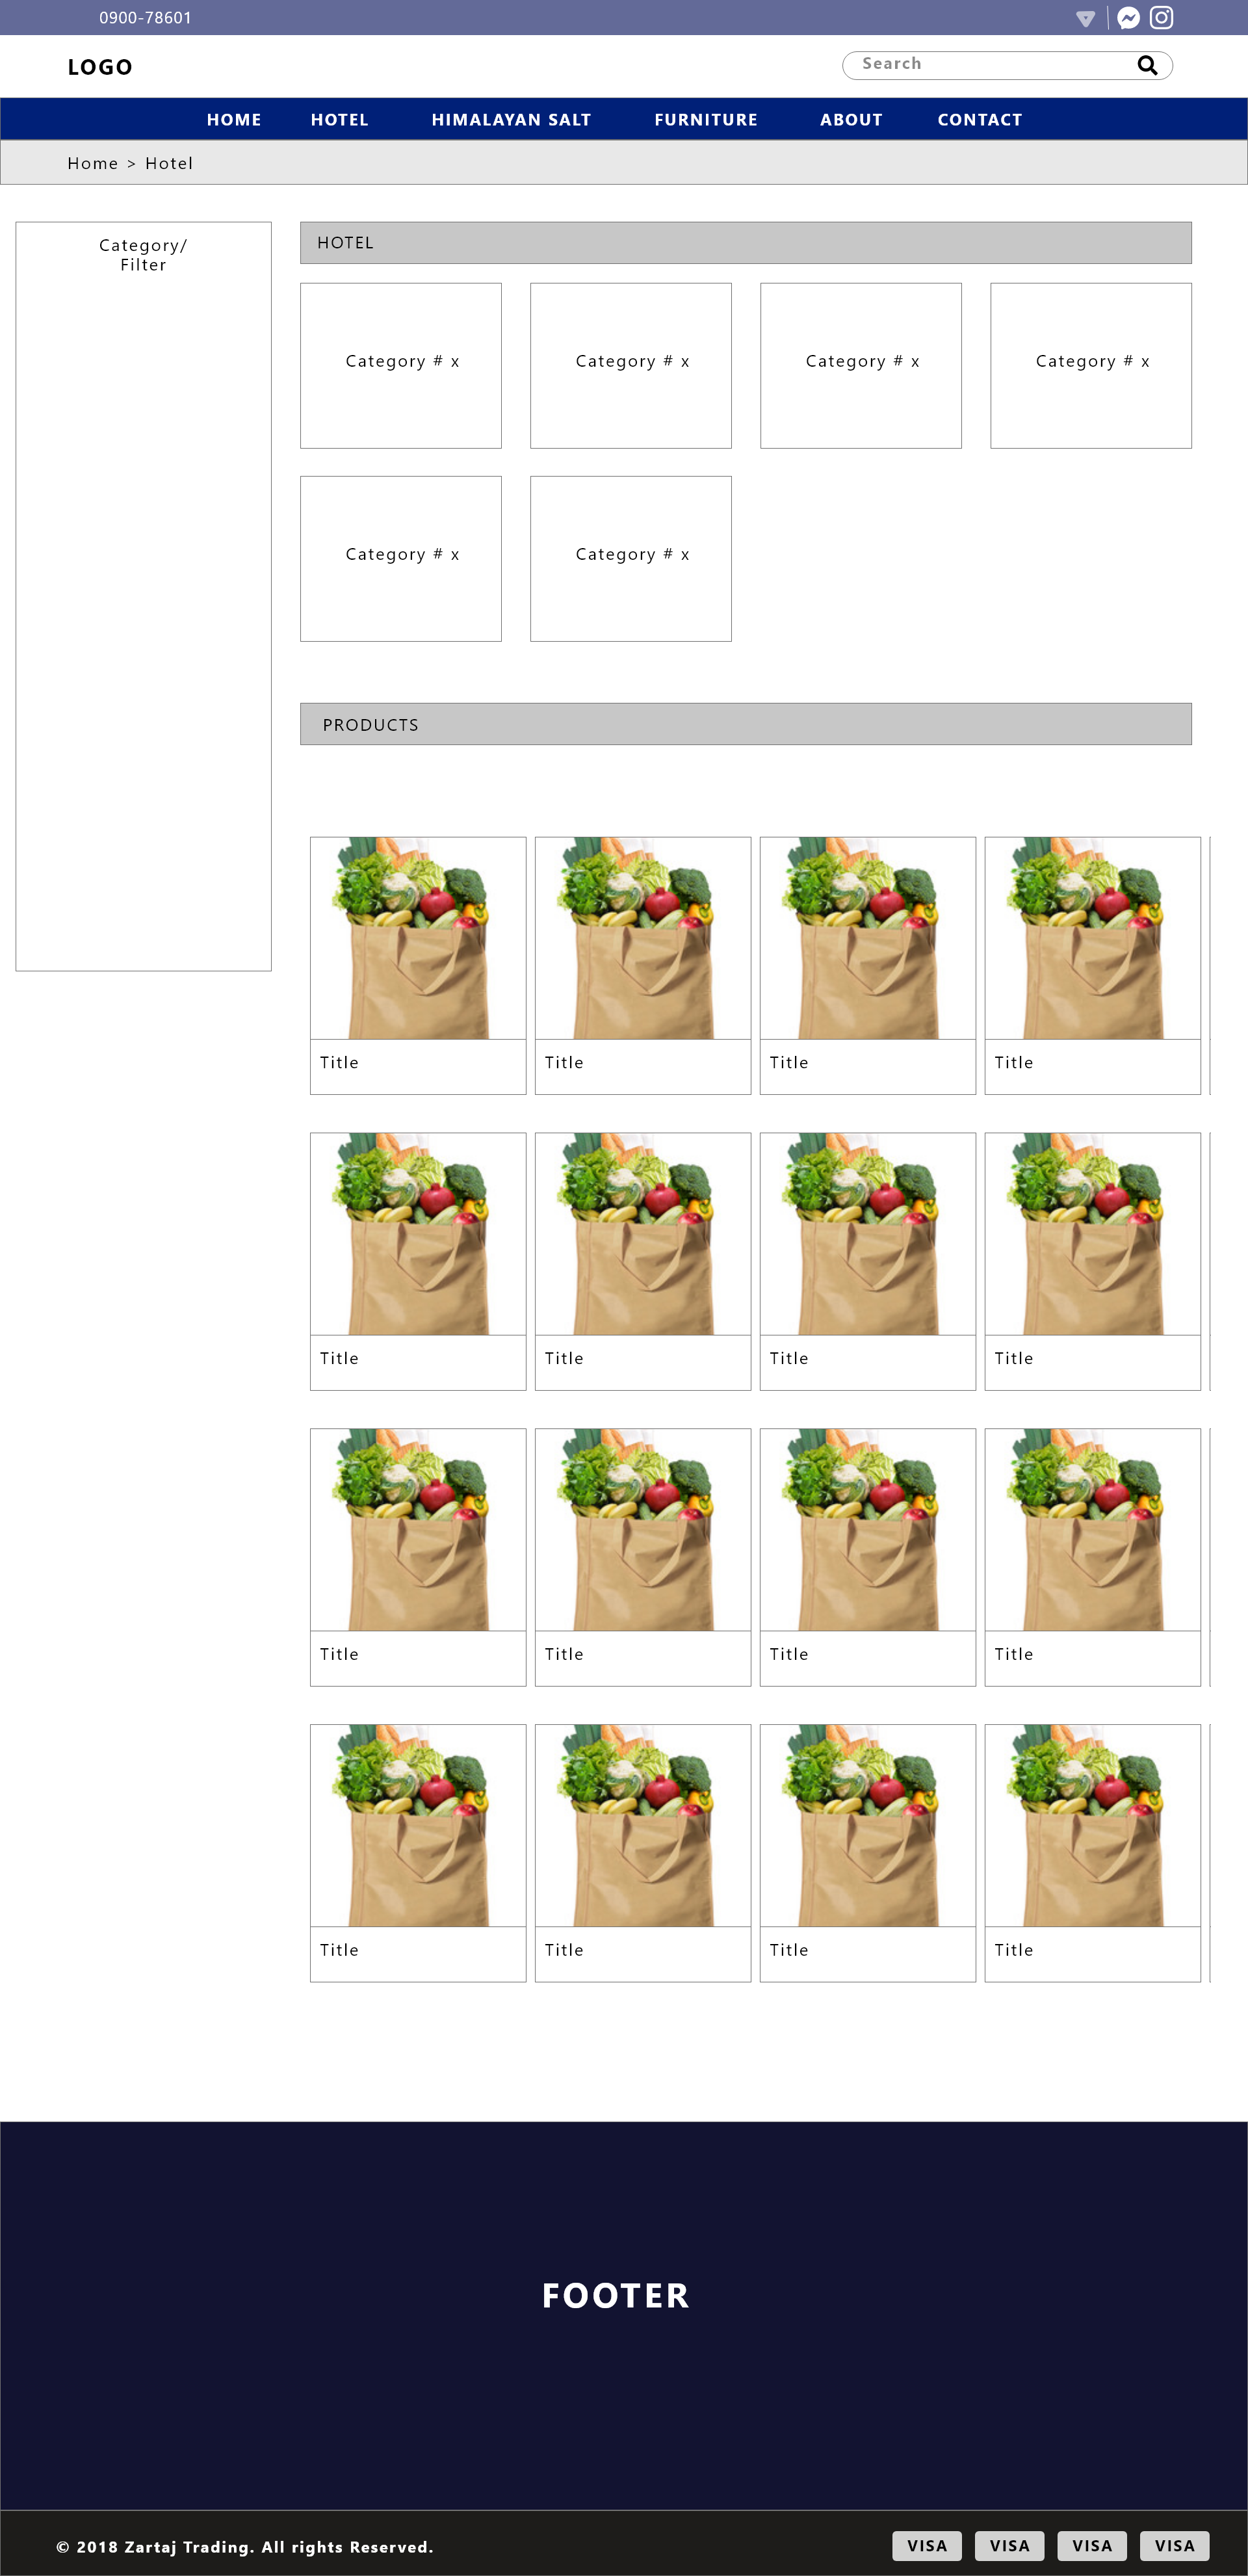 0900-78601
LOGO
Search
HOME HOTEL HIMALAYAN SALT FURNITURE ABOUT CONTACT
Home > Hotel
Category/
Filter
HOTEL
Category # x Category # x Category # x Category # x
Category # x Category # x
PRODUCTS
Title Title Title Title
Title Title Title Title
Title Title Title Title
Title Title Title Title
FOOTER
© 2018 Zartaj Trading. All rights Reserved.
VISA VISA VISA VISA